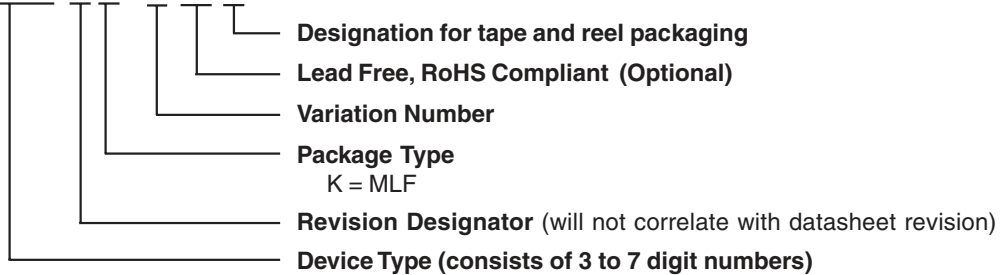 Designation for tape and reel packaging
Lead Free, RoHS Compliant (Optional)
Variation Number
Package Type
K = MLF
Revision Designator (will not correlate with datasheet revision)
Device Type (consists of 3 to 7 digit numbers)